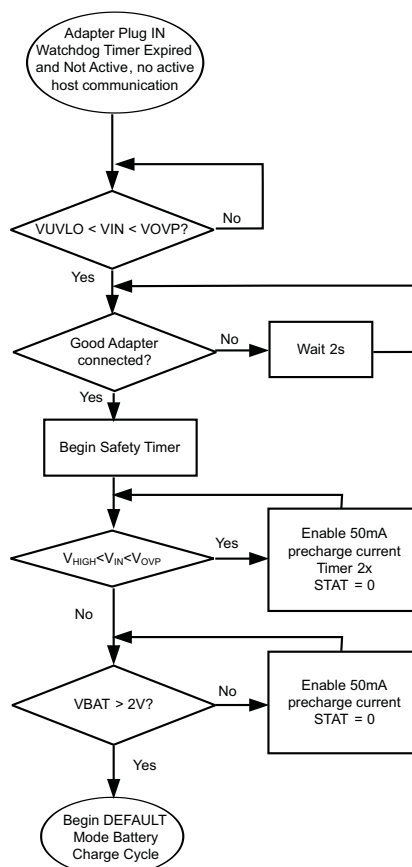 Adapter Plug IN
Watchdog Timer Expired
and Not Active, no active
host communication
VUVLO < VIN < VOVP?
No
Yes
Good Adapter
connected?
No
Wait 2s
Yes
Begin Safety Timer
VHIGH<VIN<VOVP
Yes
Enable 50mA
precharge current
Timer 2x
STAT = 0
No
VBAT > 2V?
No
Enable 50mA
precharge current
STAT = 0
Yes
Begin DEFAULT
Mode Battery
Charge Cycle